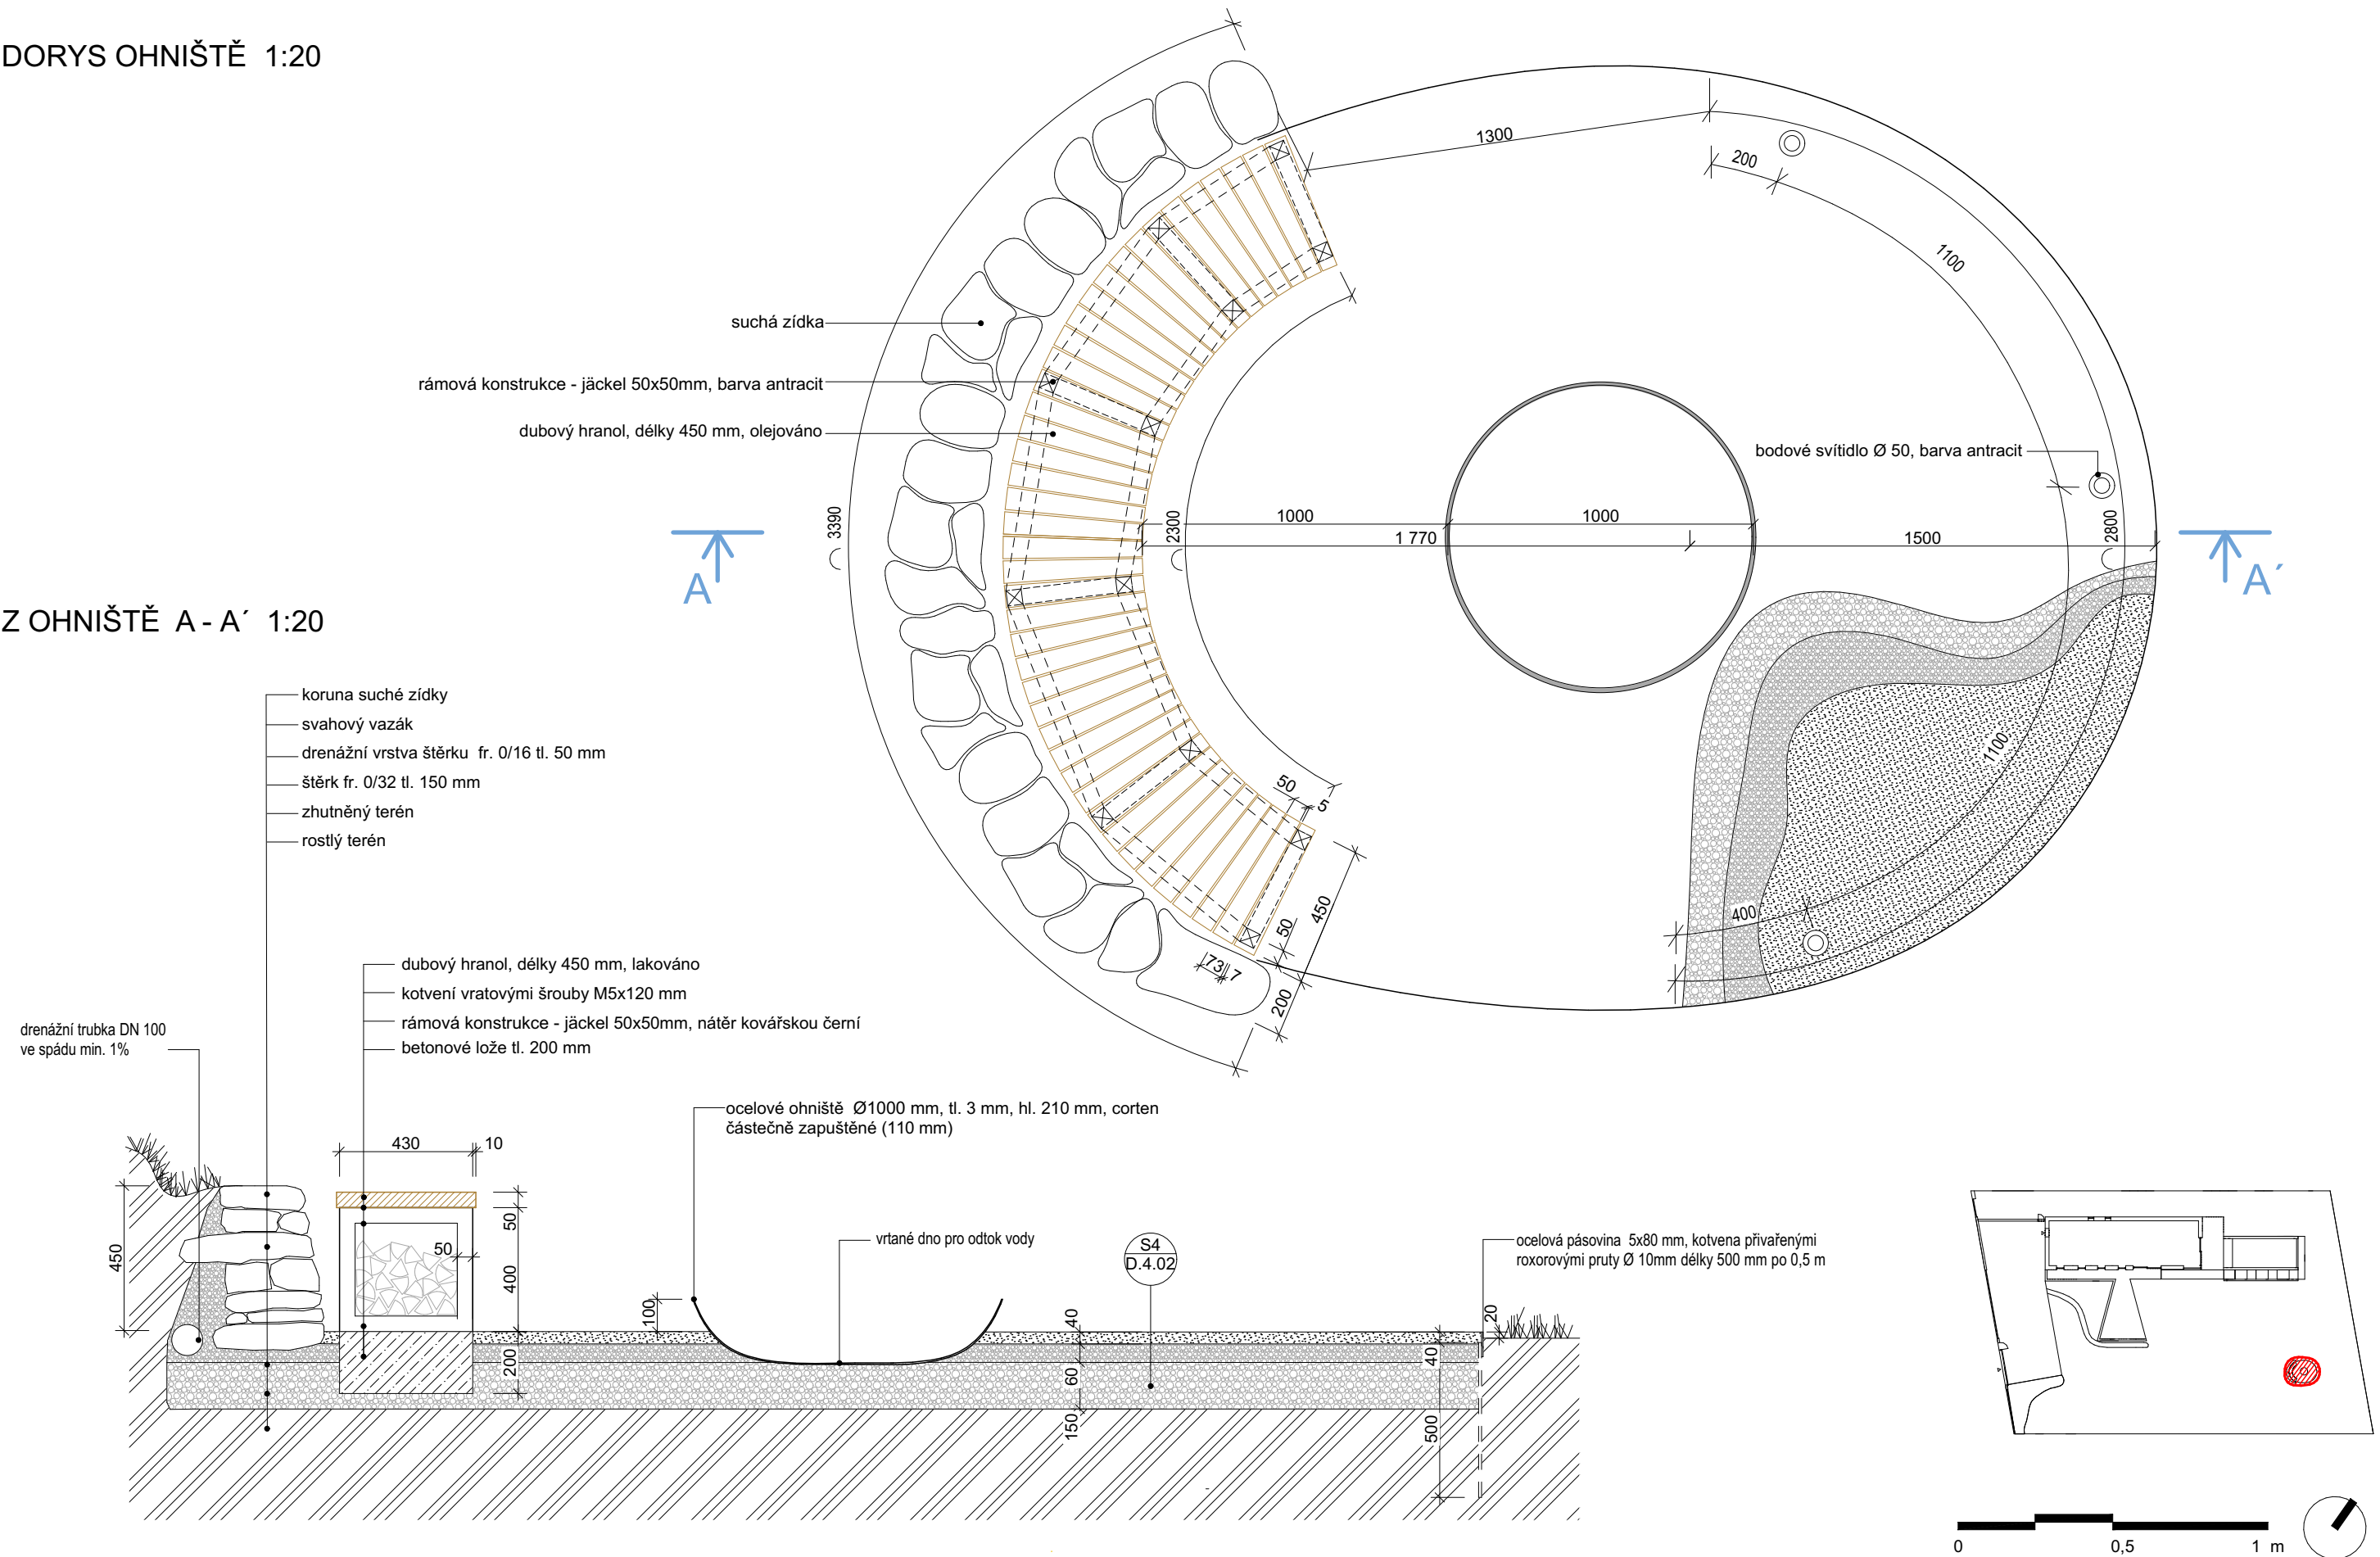 DORYS OHNIŠTĚ 1:20
1300
200
1100
suchá zídka
rámová konstrukce - jäckel 50x50mm, barva antracit
dubový hranol, délky 450 mm, olejováno
bodové svítidlo Ø 50, barva antracit
3390
2300
1000
1000
1 770
1500
2800
A
A´
Z OHNIŠTĚ A - A´ 1:20
1100
50
5
400
450
50
73
7
200
koruna suché zídky
svahový vazák
drenážní vrstva štěrku fr. 0/16 tl. 50 mm
štěrk fr. 0/32 tl. 150 mm
zhutněný terén
rostlý terén
dubový hranol, délky 450 mm, lakováno
kotvení vratovými šrouby M5x120 mm
rámová konstrukce - jäckel 50x50mm, nátěr kovářskou černí
betonové lože tl. 200 mm
drenážní trubka DN 100
ve spádu min. 1%
ocelové ohniště Ø1000 mm, tl. 3 mm, hl. 210 mm, corten
částečně zapuštěné (110 mm)
430
10
450
50
50
400
200
100
vrtané dno pro odtok vody
S4
D.4.02
40
60
150
ocelová pásovina 5x80 mm, kotvena přivařenými
roxorovými pruty Ø 10mm délky 500 mm po 0,5 m
20
40
500
0
0,5
1 m